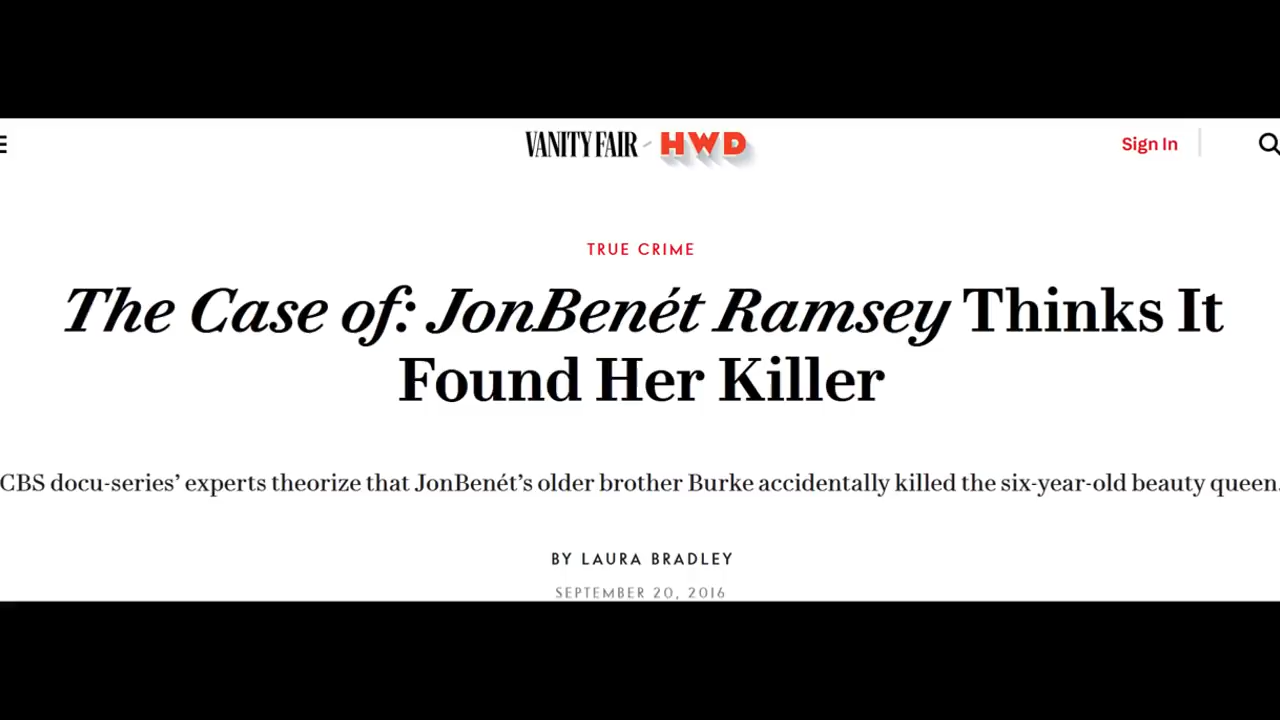 VANITY FAIR - HWD
Sign In
TRUE CRIME
The Case of: JonBenét Ramsey Thinks It
Found Her Killer
CBS docu-series’ experts theorize that JonBenét’s older brother Burke accidentally killed the six-year-old beauty queen.
BY LAURA BRADLEY
SEPTEMBER 20, 2016